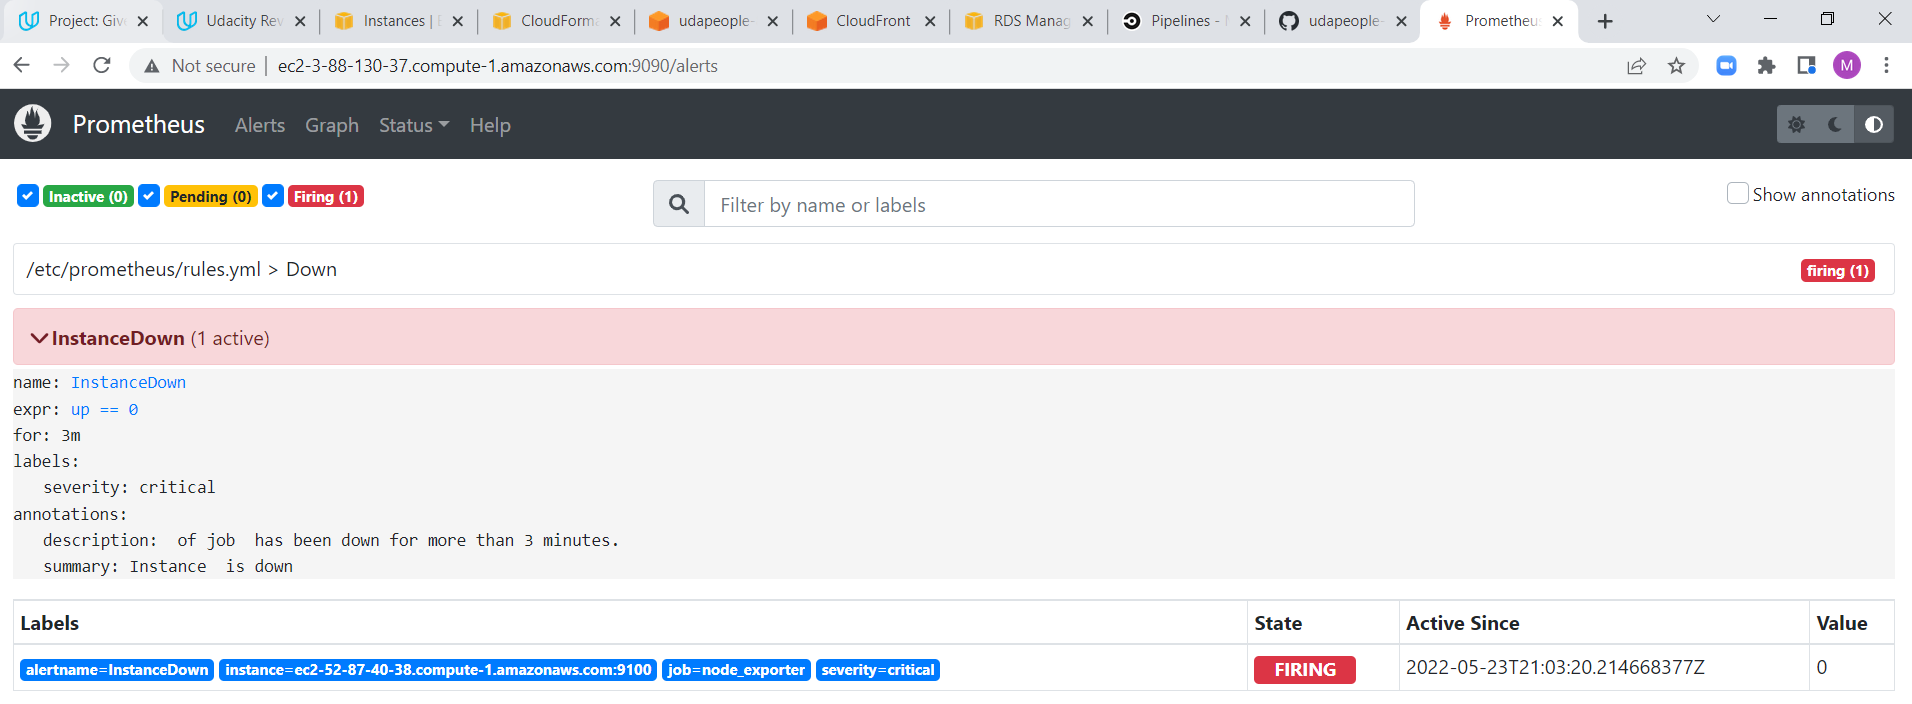 Project: Giv
Udacity Rev
Instances | E
CloudForma
udapeople-
CloudFront
RDS Manag
Pipelines -
udapeople-
Prometheus
Not secure | ec2-3-88-130-37.compute-1.amazonaws.com:9090/alerts
M
Prometheus Alerts Graph Status Help
Inactive (0) Pending (0) Firing (1)
Filter by name or labels
Show annotations
/etc/prometheus/rules.yml > Down
firing (1)
InstanceDown (1 active)
name: InstanceDown
expr: up == 0
for: 3m
labels:
severity: critical
annotations:
description:  of job  has been down for more than 3 minutes.
summary: Instance  is down
Labels State Active Since Value
alertname=InstanceDown instance=ec2-52-87-40-38.compute-1.amazonaws.com:9100 job=node_exporter severity=critical FIRING 2022-05-23T21:03:20.214668377Z 0